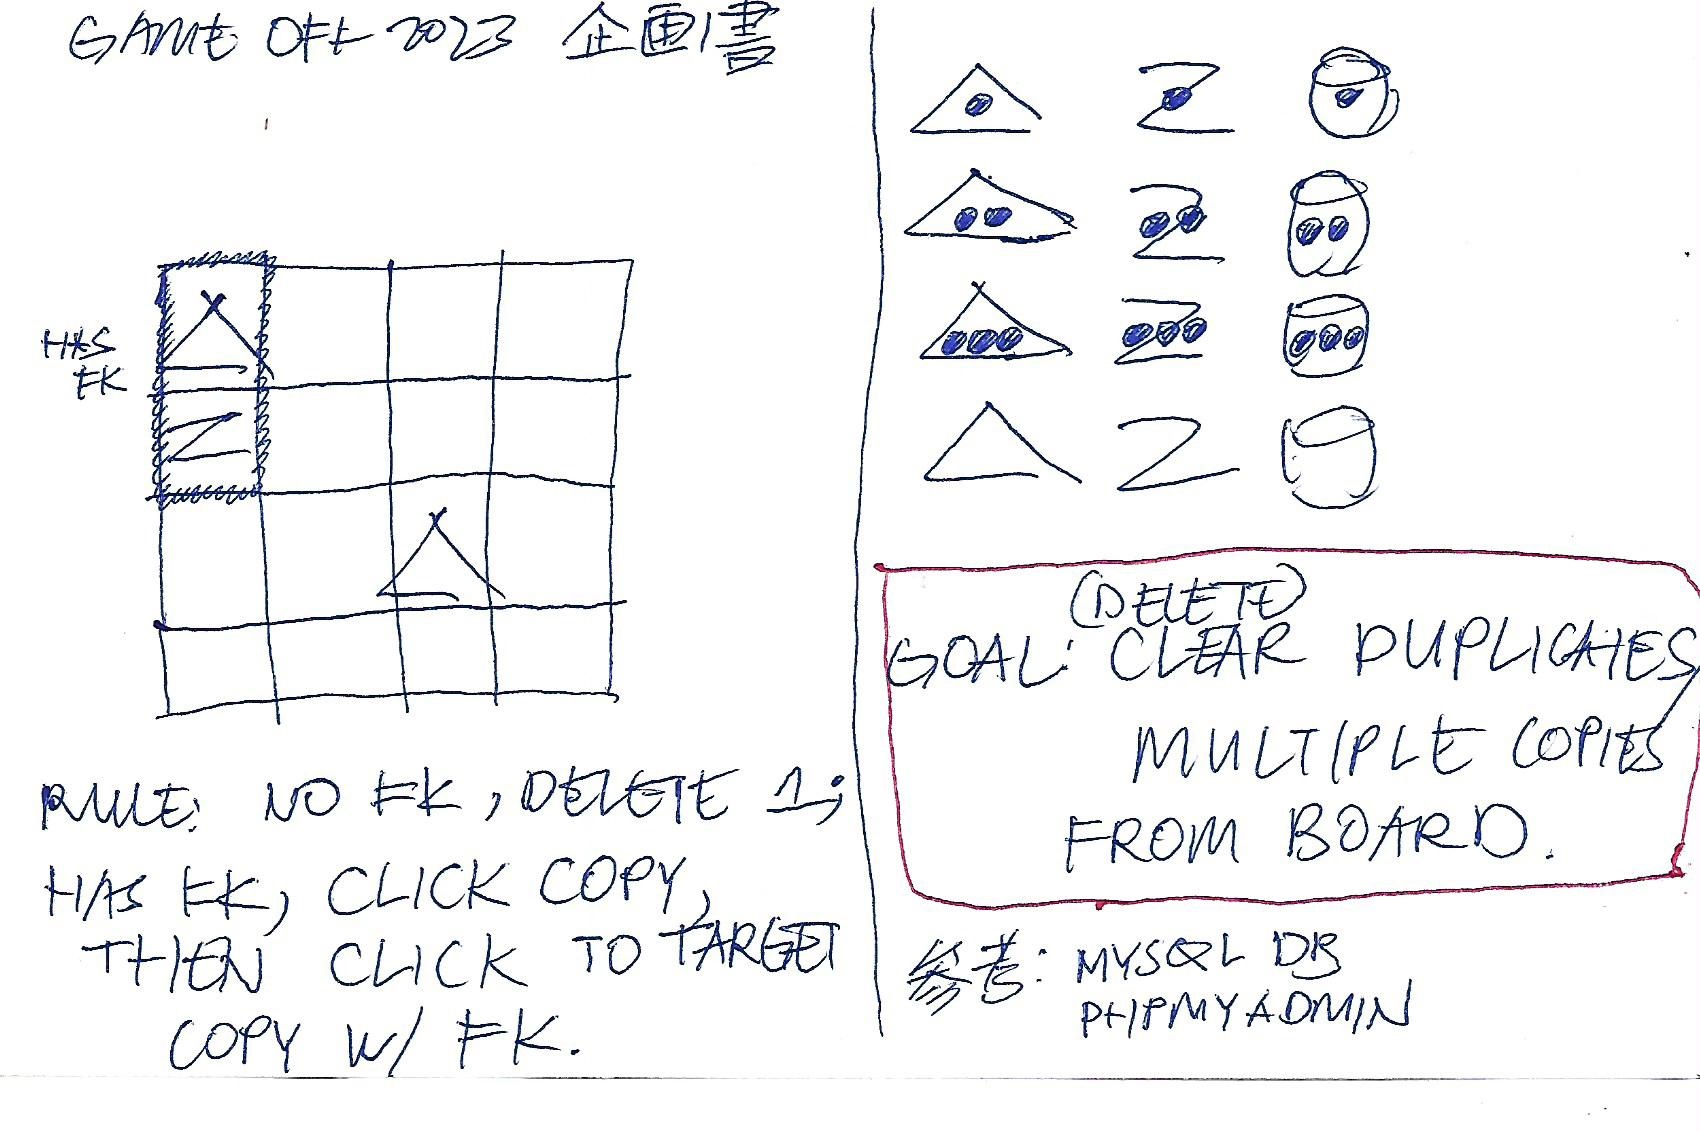 GAME OFF 2023 企画書
HAS
FK
Z
RULE: NO FK, DELETE 1;
HAS FK, CLICK COPY,
THEN CLICK TO TARGET
COPY W/ FK.
Z
Z
Z
Z
(DELETE)
GOAL: CLEAR DUPLICATES,
MULTIPLE COPIES
FROM BOARD.
参考: MYSQL DB
PHPMYADMIN